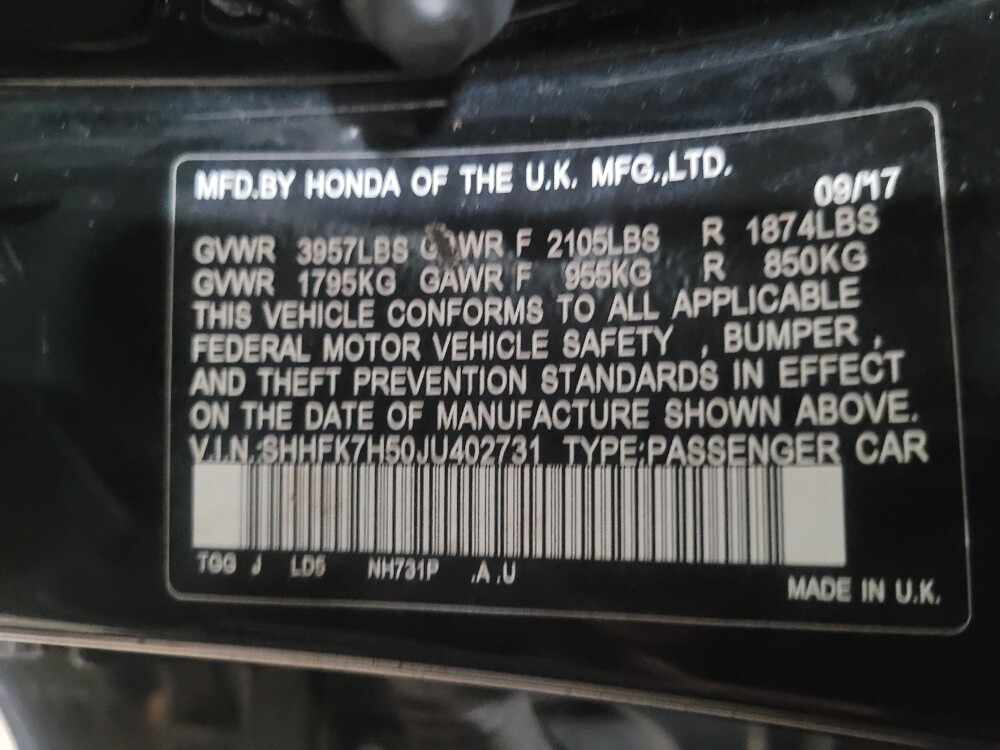 MFD.BY HONDA OF THE U.K. MFG.,LTD.
09/17
GVWR 3957LBS GAWR F 2105LBS R 1874LBS
GVWR 1795KG GAWR F 955KG R 850KG
THIS VEHICLE CONFORMS TO ALL APPLICABLE
FEDERAL MOTOR VEHICLE SAFETY , BUMPER ,
AND THEFT PREVENTION STANDARDS IN EFFECT
ON THE DATE OF MANUFACTURE SHOWN ABOVE.
V.I.N.:SHHFK7H50JU402731 TYPE:PASSENGER CAR
TGG J LD5 NH731P .A .U
MADE IN U.K.